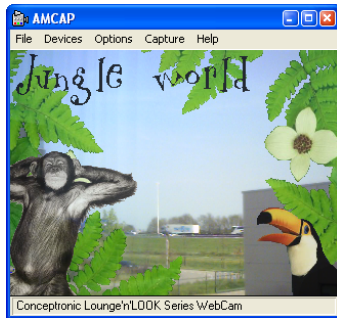 AMCAP
File Devices Options Capture Help
Jungle world
Conceptronic Lounge'n'LOOK Series WebCam